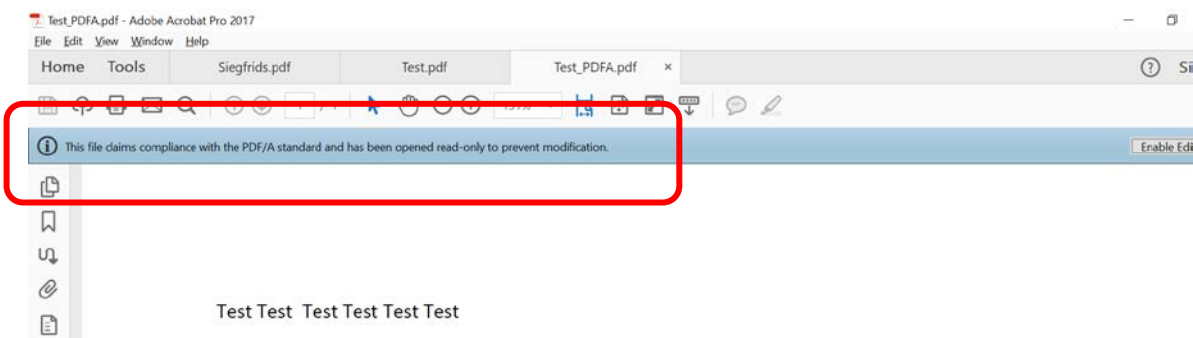 Test_PDFA.pdf - Adobe Acrobat Pro 2017
File Edit View Window Help
Home Tools Siegfrids.pdf Test.pdf Test_PDFA.pdf ×
This file claims compliance with the PDF/A standard and has been opened read-only to prevent modification. Enable Edi
Test Test Test Test Test Test